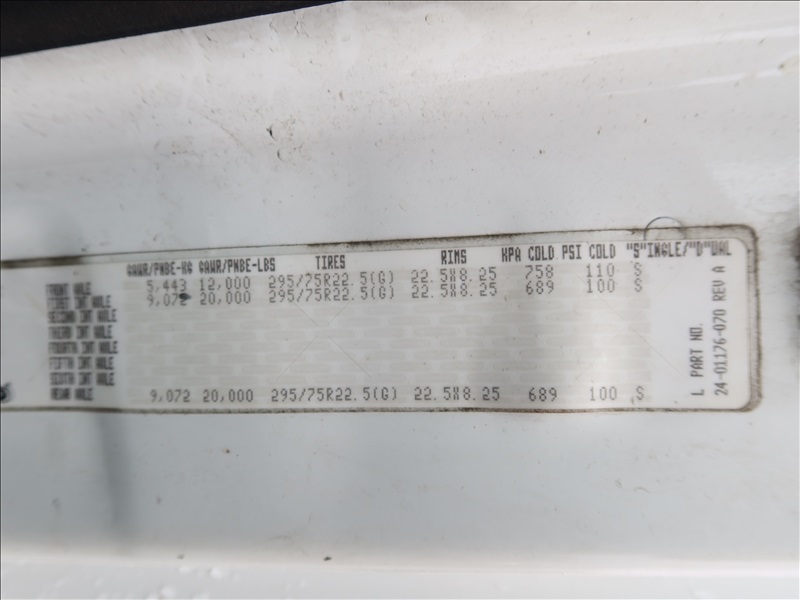 GAWR/PNBE-KG GAWR/PNBE-LBS TIRES RIMS KPA COLD PSI COLD "S"INGLE/"D"UAL
FRONT AXLE 5,443 12,000 295/75R22.5(G) 22.5X8.25 758 110 S
FIRST INT AXLE 9,072 20,000 295/75R22.5(G) 22.5X8.25 689 100 S
SECOND INT AXLE
THIRD INT AXLE
FOURTH INT AXLE
FIFTH INT AXLE
SIXTH INT AXLE
REAR AXLE 9,072 20,000 295/75R22.5(G) 22.5X8.25 689 100 S
L PART NO.
24-01176-070 REV A